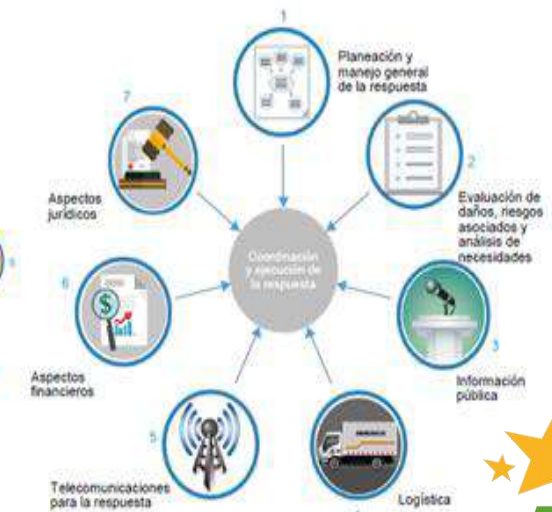 1
Planeación y
manejo general
de la respuesta
2
Evaluación de
daños, riesgos
asociados y
análisis de
necesidades
3
Información
pública
Logística
5
Telecomunicaciones
para la respuesta
6
Aspectos
financieros
7
Aspectos
jurídicos
Coordinación
y ejecución de
la respuesta